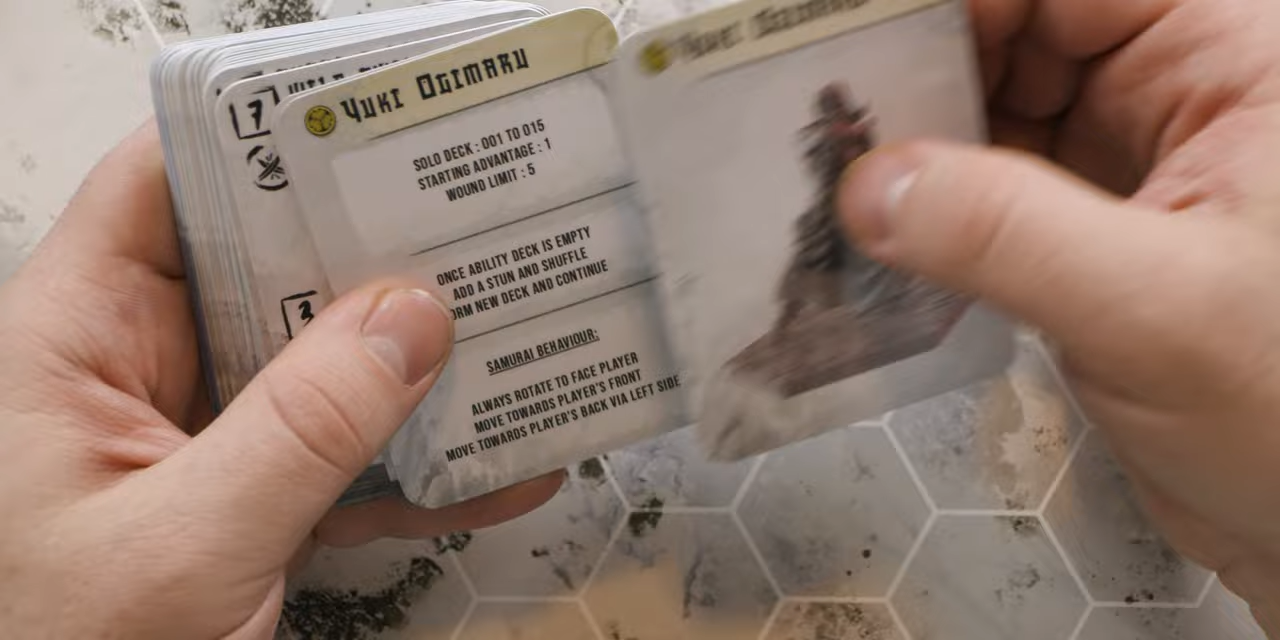 7
3
YUKI OGIMARU
SOLO DECK : 001 TO 015
STARTING ADVANTAGE : 1
WOUND LIMIT : 5
ONCE ABILITY DECK IS EMPTY
ADD A STUN AND SHUFFLE
NEW DECK AND CONTINUE
SAMURAI BEHAVIOUR:
ALWAYS ROTATE TO FACE PLAYER
MOVE TOWARDS PLAYER'S FRONT
MOVE TOWARDS PLAYER'S BACK VIA LEFT SIDE